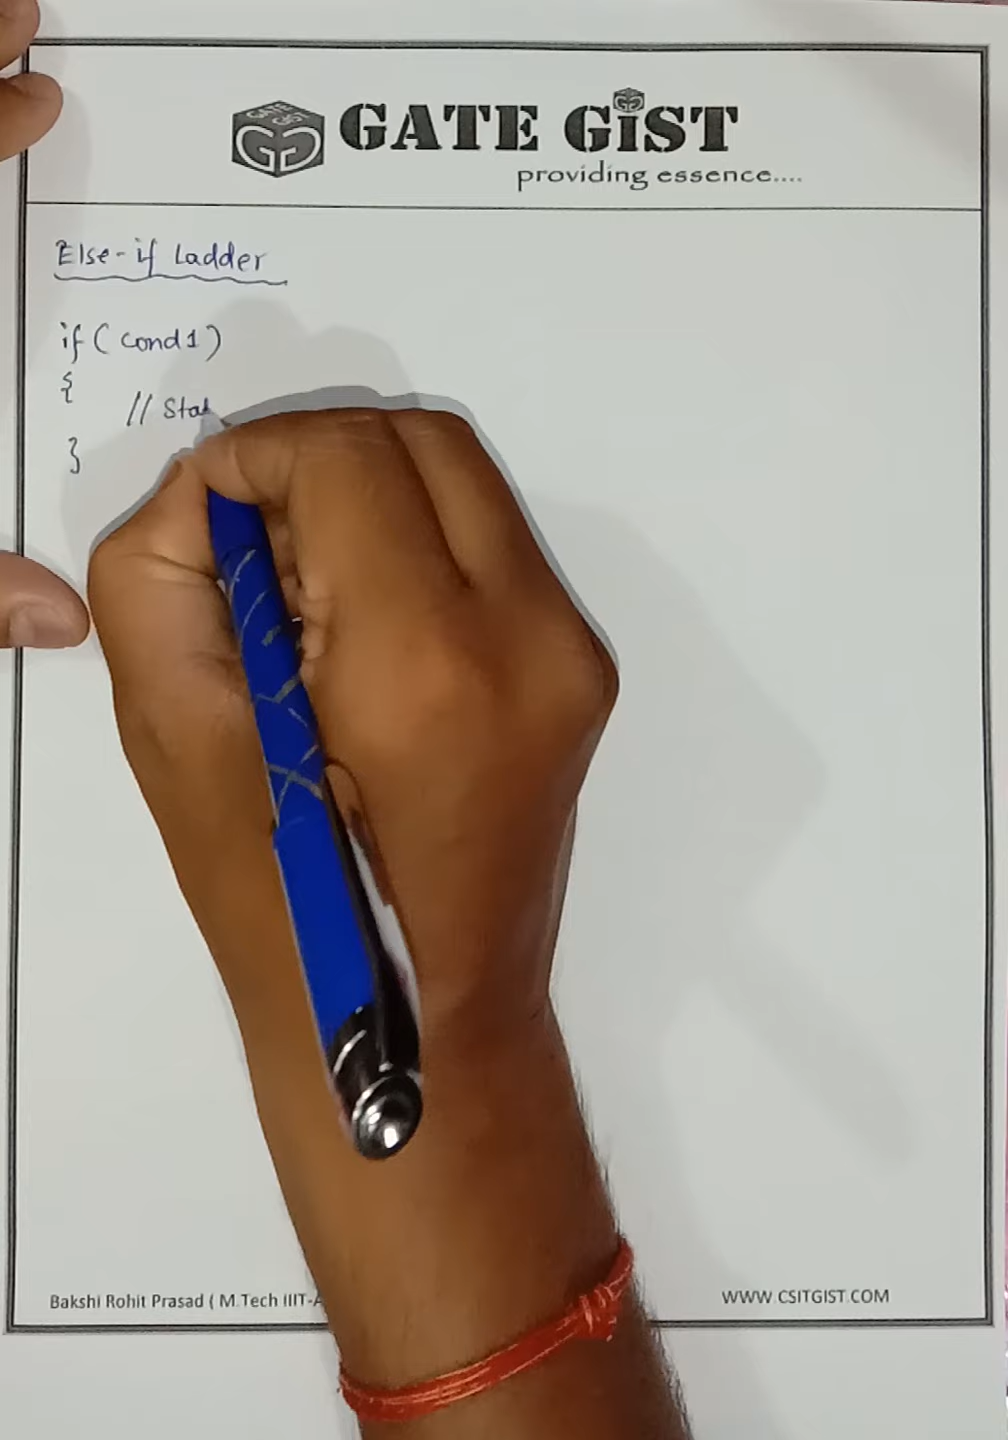 GATE GIST
providing essence....
Else-if Ladder
if ( Cond1 )
{
// Stat
}
Bakshi Rohit Prasad ( M.Tech IIIT-A
WWW.CSITGIST.COM